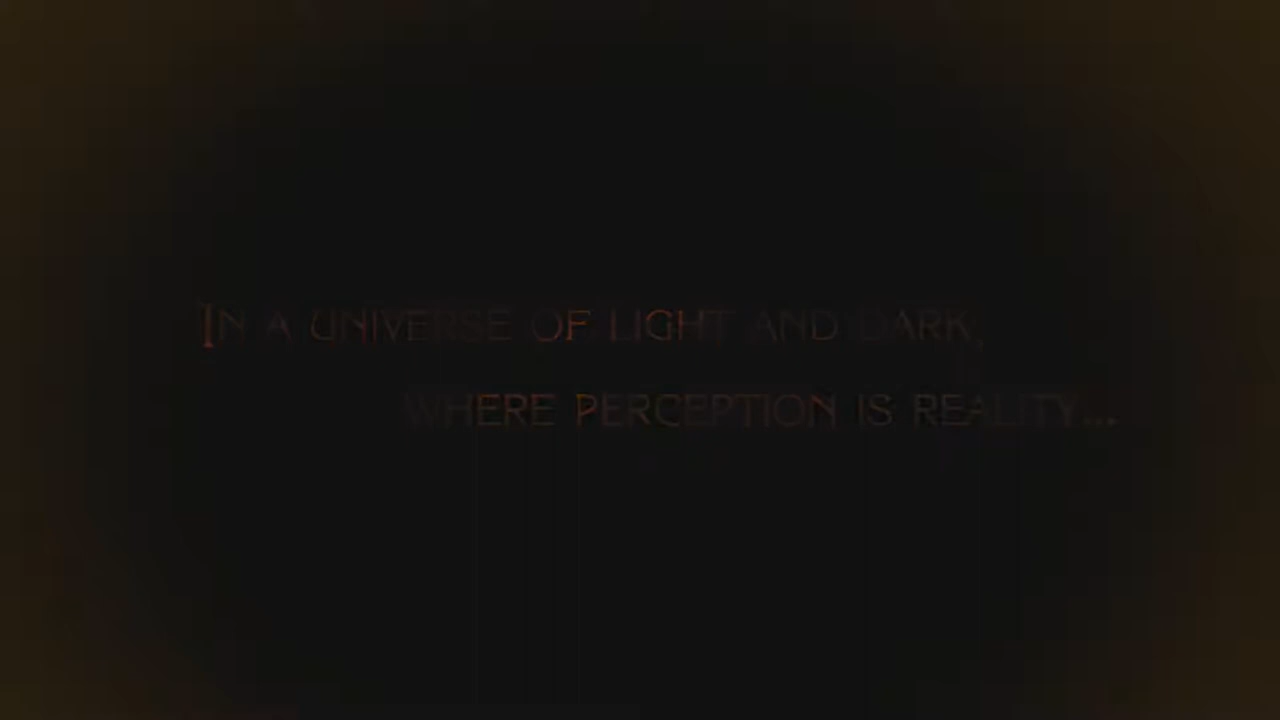 In a universe of light and dark,
where perception is reality...